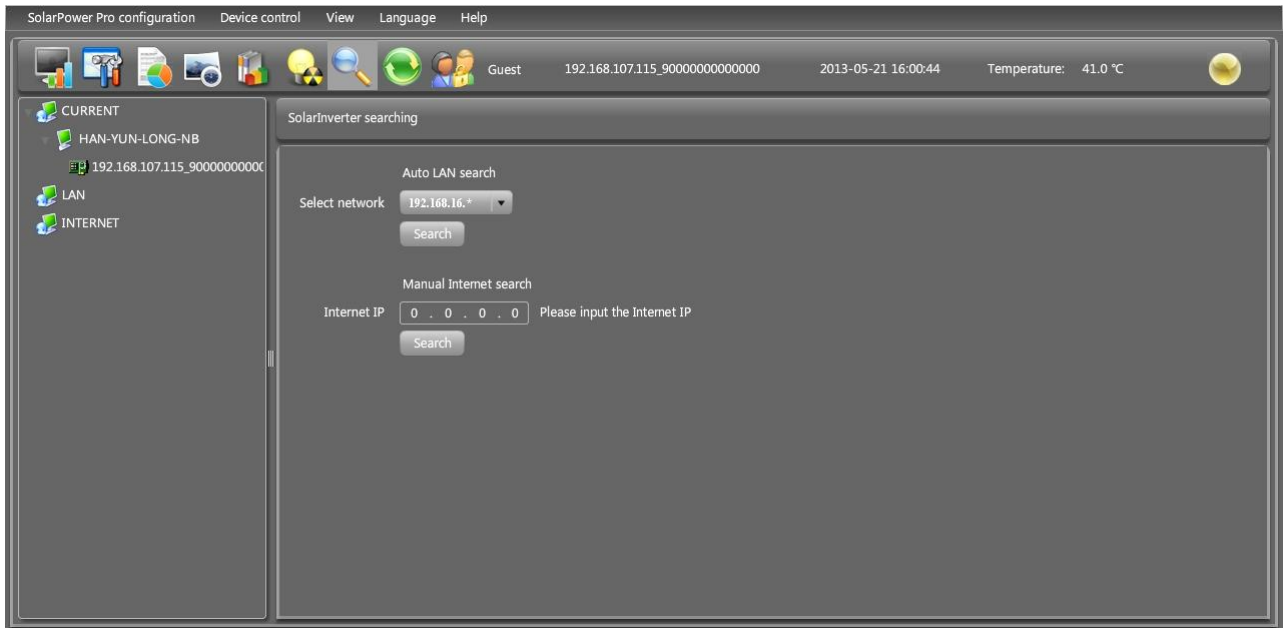 SolarPower Pro configuration Device control View Language Help
Guest 192.168.107.115_90000000000000 2013-05-21 16:00:44 Temperature: 41.0 ℃
CURRENT
HAN-YUN-LONG-NB
192.168.107.115_90000000000
LAN
INTERNET
SolarInverter searching
Auto LAN search
Select network 192.168.16.*
Search
Manual Internet search
Internet IP 0 . 0 . 0 . 0 Please input the Internet IP
Search